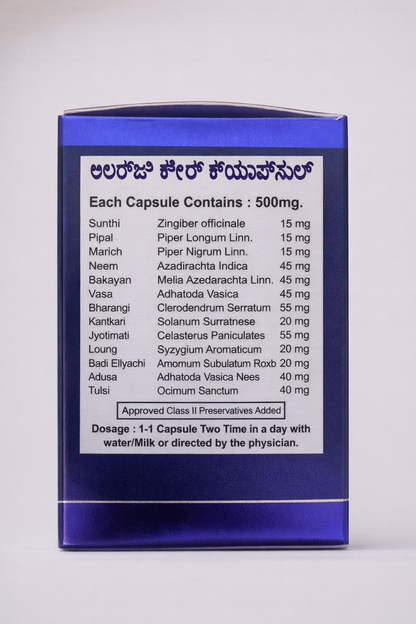 ಅಲರ್ಜಿ ಕೇರ್ ಕ್ಯಾಪ್ಸುಲ್
Each Capsule Contains : 500mg.
Sunthi Zingiber officinale 15 mg
Pipal Piper Longum Linn. 15 mg
Marich Piper Nigrum Linn. 15 mg
Neem Azadirachta Indica 45 mg
Bakayan Melia Azedarachta Linn. 45 mg
Vasa Adhatoda Vasica 45 mg
Bharangi Clerodendrum Serratum 55 mg
Kantkari Solanum Surratnese 20 mg
Jyotimati Celasterus Paniculates 55 mg
Loung Syzygium Aromaticum 20 mg
Badi Ellyachi Amomum Subulatum Roxb 20 mg
Adusa Adhatoda Vasica Nees 40 mg
Tulsi Ocimum Sanctum 40 mg
Approved Class II Preservatives Added
Dosage : 1-1 Capsule Two Time in a day with
water/Milk or directed by the physician.